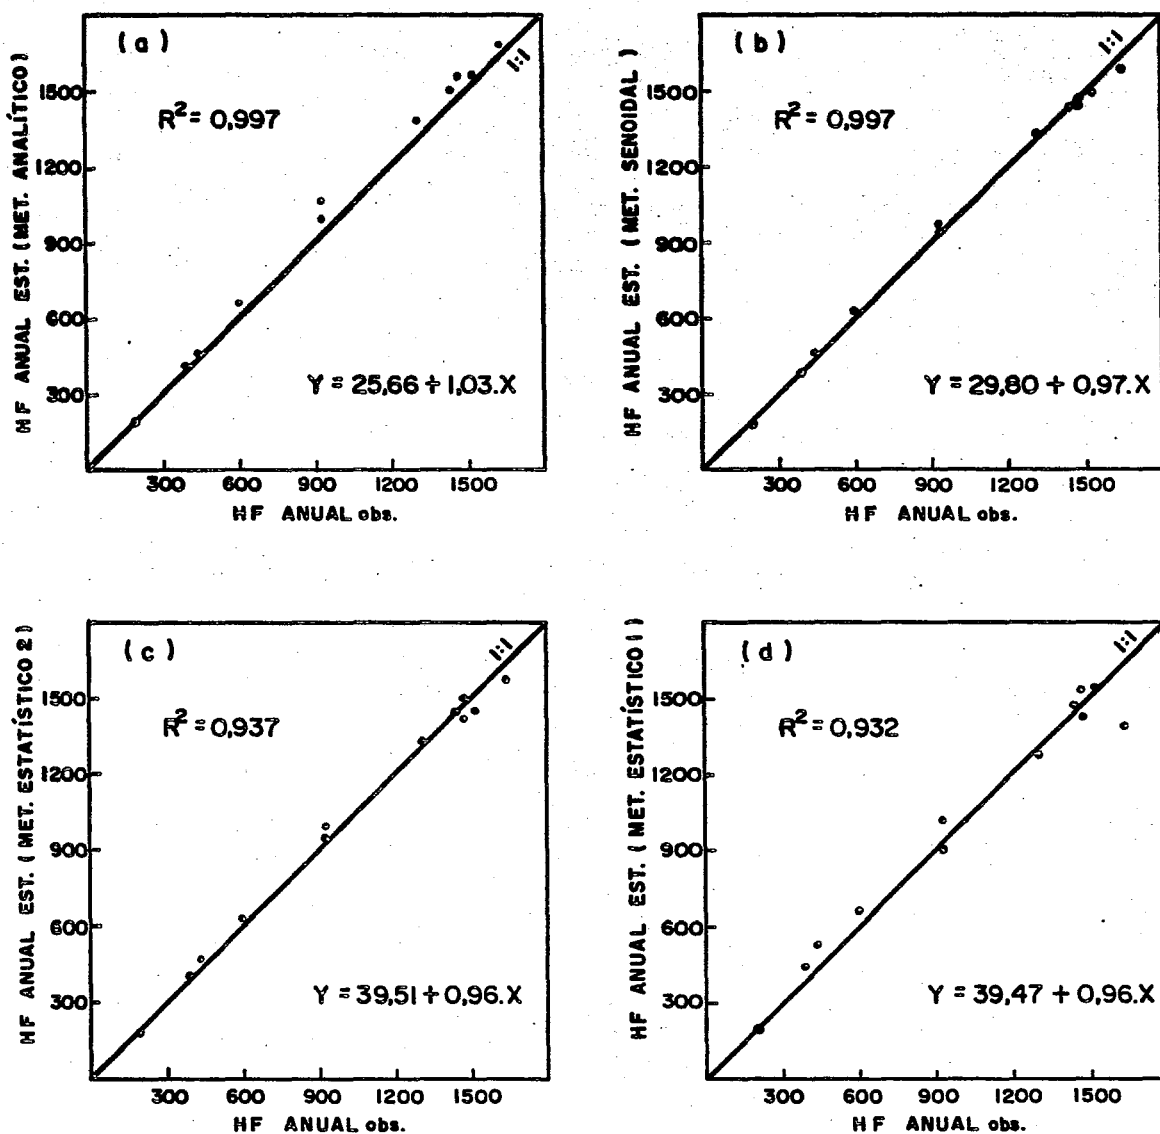 (a)
1:1
HF ANUAL EST. (MET. ANALÍTICO)
R² = 0,997
1500
1200
900
600
300
Y = 25,66 + 1,03.X
300 600 900 1200 1500
HF ANUAL obs.
(b)
1:1
HF ANUAL EST. (MET. SENOIDAL)
R² = 0,997
1500
1200
900
600
300
Y = 29,80 + 0,97.X
300 600 900 1200 1500
HF ANUAL obs.
(c)
1:1
HF ANUAL EST. (MET. ESTATÍSTICO 2)
R² = 0,937
1500
1200
900
600
300
Y = 39,51 + 0,96.X
300 600 900 1200 1500
HF ANUAL obs.
(d)
1:1
HF ANUAL EST. (MET. ESTATÍSTICO 1)
R² = 0,932
1500
1200
900
600
300
Y = 39,47 + 0,96.X
300 600 900 1200 1500
HF ANUAL obs.